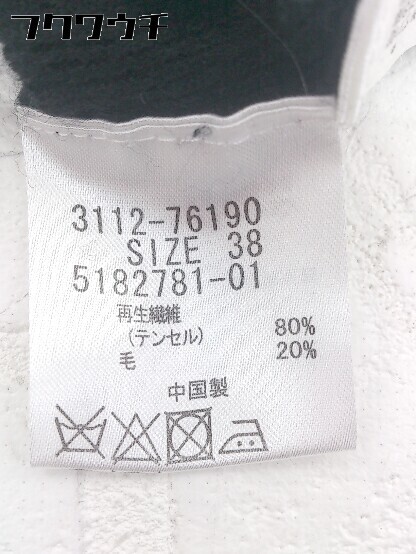 フクワウチ
3112-76190
SIZE 38
5182781-01
再生繊維
(テンセル) 80%
毛 20%
中国製